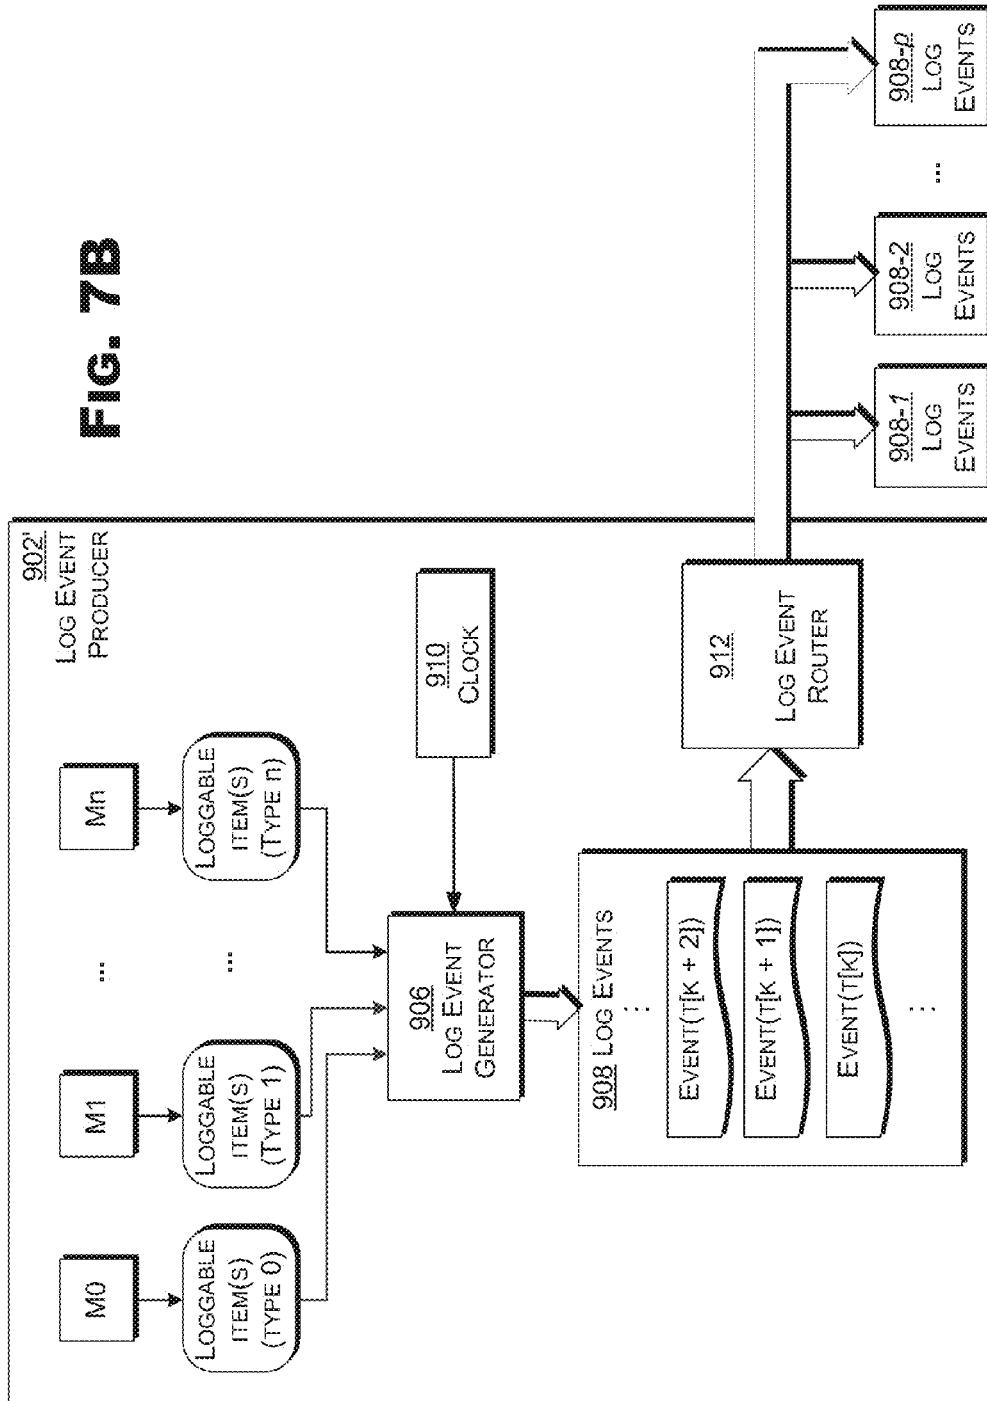 FIG. 7B
902'
LOG EVENT
PRODUCER
M0
M1
...
Mn
LOGGABLE
ITEM(S)
(TYPE 0)
LOGGABLE
ITEM(S)
(TYPE 1)
...
LOGGABLE
ITEM(S)
(TYPE n)
906
LOG EVENT
GENERATOR
910
CLOCK
908 LOG EVENTS
...
EVENT(T[K + 2])
EVENT(T[K + 1])
EVENT(T[K])
...
912
LOG EVENT
ROUTER
908-1
LOG
EVENTS
908-2
LOG
EVENTS
...
908-p
LOG
EVENTS